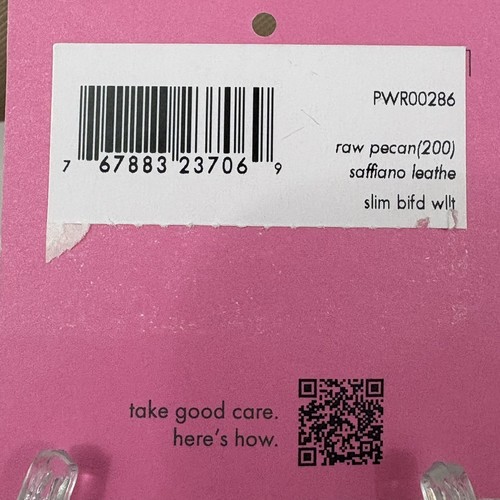 PWR00286
raw pecan(200)
saffiano leathe
slim bifd wllt
7 67883 23706 9
take good care.
here's how.